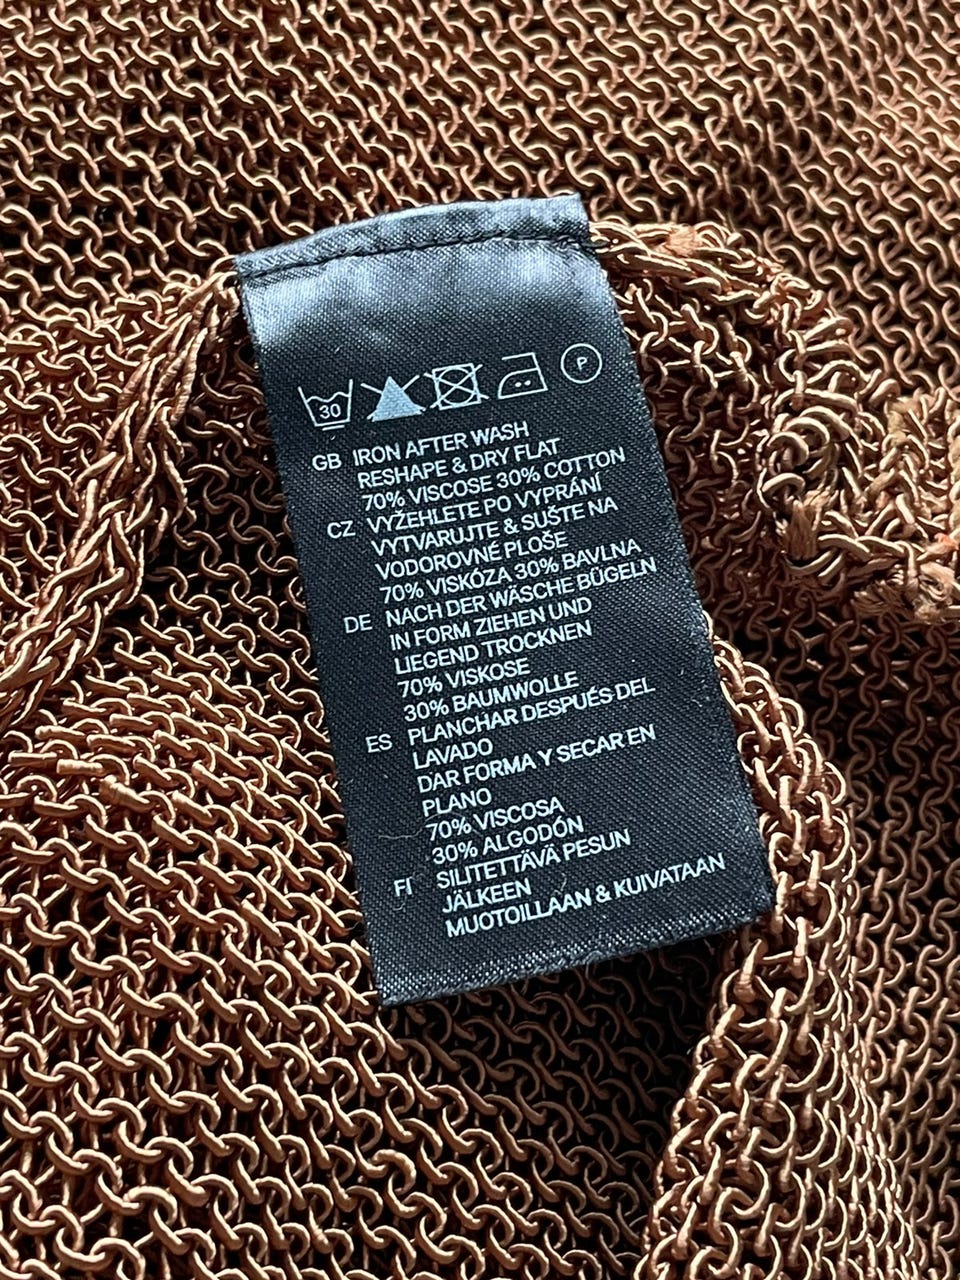 30 P
GB IRON AFTER WASH
RESHAPE & DRY FLAT
70% VISCOSE 30% COTTON
CZ VYŽEHLETE PO VYPRÁNÍ
VYTVARUJTE & SUŠTE NA
VODOROVNÉ PLOŠE
70% VISKÓZA 30% BAVLNA
DE NACH DER WÄSCHE BÜGELN
IN FORM ZIEHEN UND
LIEGEND TROCKNEN
70% VISKOSE
30% BAUMWOLLE
ES PLANCHAR DESPUÉS DEL
LAVADO
DAR FORMA Y SECAR EN
PLANO
70% VISCOSA
30% ALGODÓN
FI SILITETTÄVÄ PESUN
JÄLKEEN
MUOTOILLAAN & KUIVATAAN